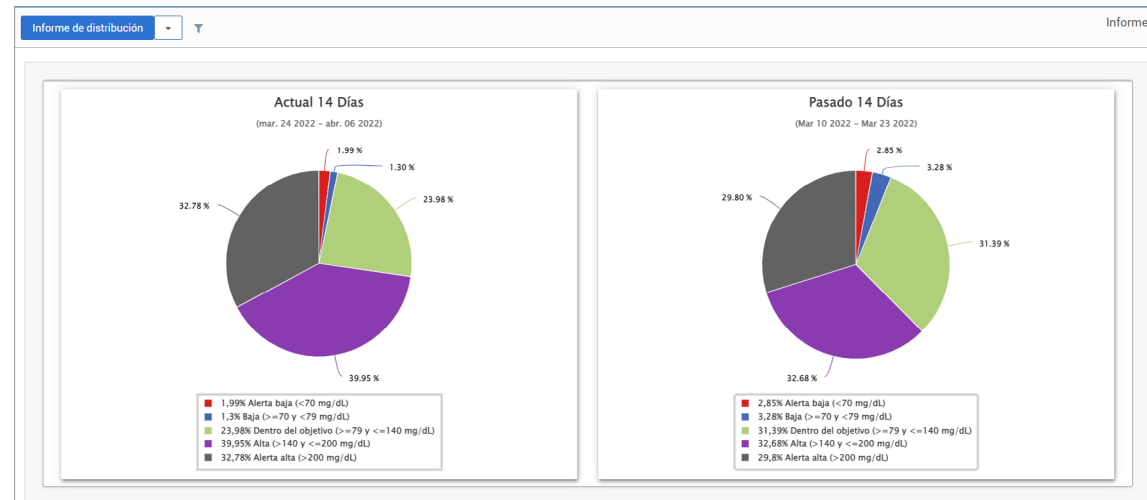 Informe de distribución
Informe
Actual 14 Días
(mar. 24 2022 – abr. 06 2022)
1.99 %
1.30 %
23.98 %
32.78 %
39.95 %
1,99% Alerta baja (<70 mg/dL)
1,3% Baja (>=70 y <79 mg/dL)
23,98% Dentro del objetivo (>=79 y <=140 mg/dL)
39,95% Alta (>140 y <=200 mg/dL)
32,78% Alerta alta (>200 mg/dL)
Pasado 14 Días
(Mar 10 2022 – Mar 23 2022)
2.85 %
3.28 %
29.80 %
31.39 %
32.68 %
2,85% Alerta baja (<70 mg/dL)
3,28% Baja (>=70 y <79 mg/dL)
31,39% Dentro del objetivo (>=79 y <=140 mg/dL)
32,68% Alta (>140 y <=200 mg/dL)
29,8% Alerta alta (>200 mg/dL)